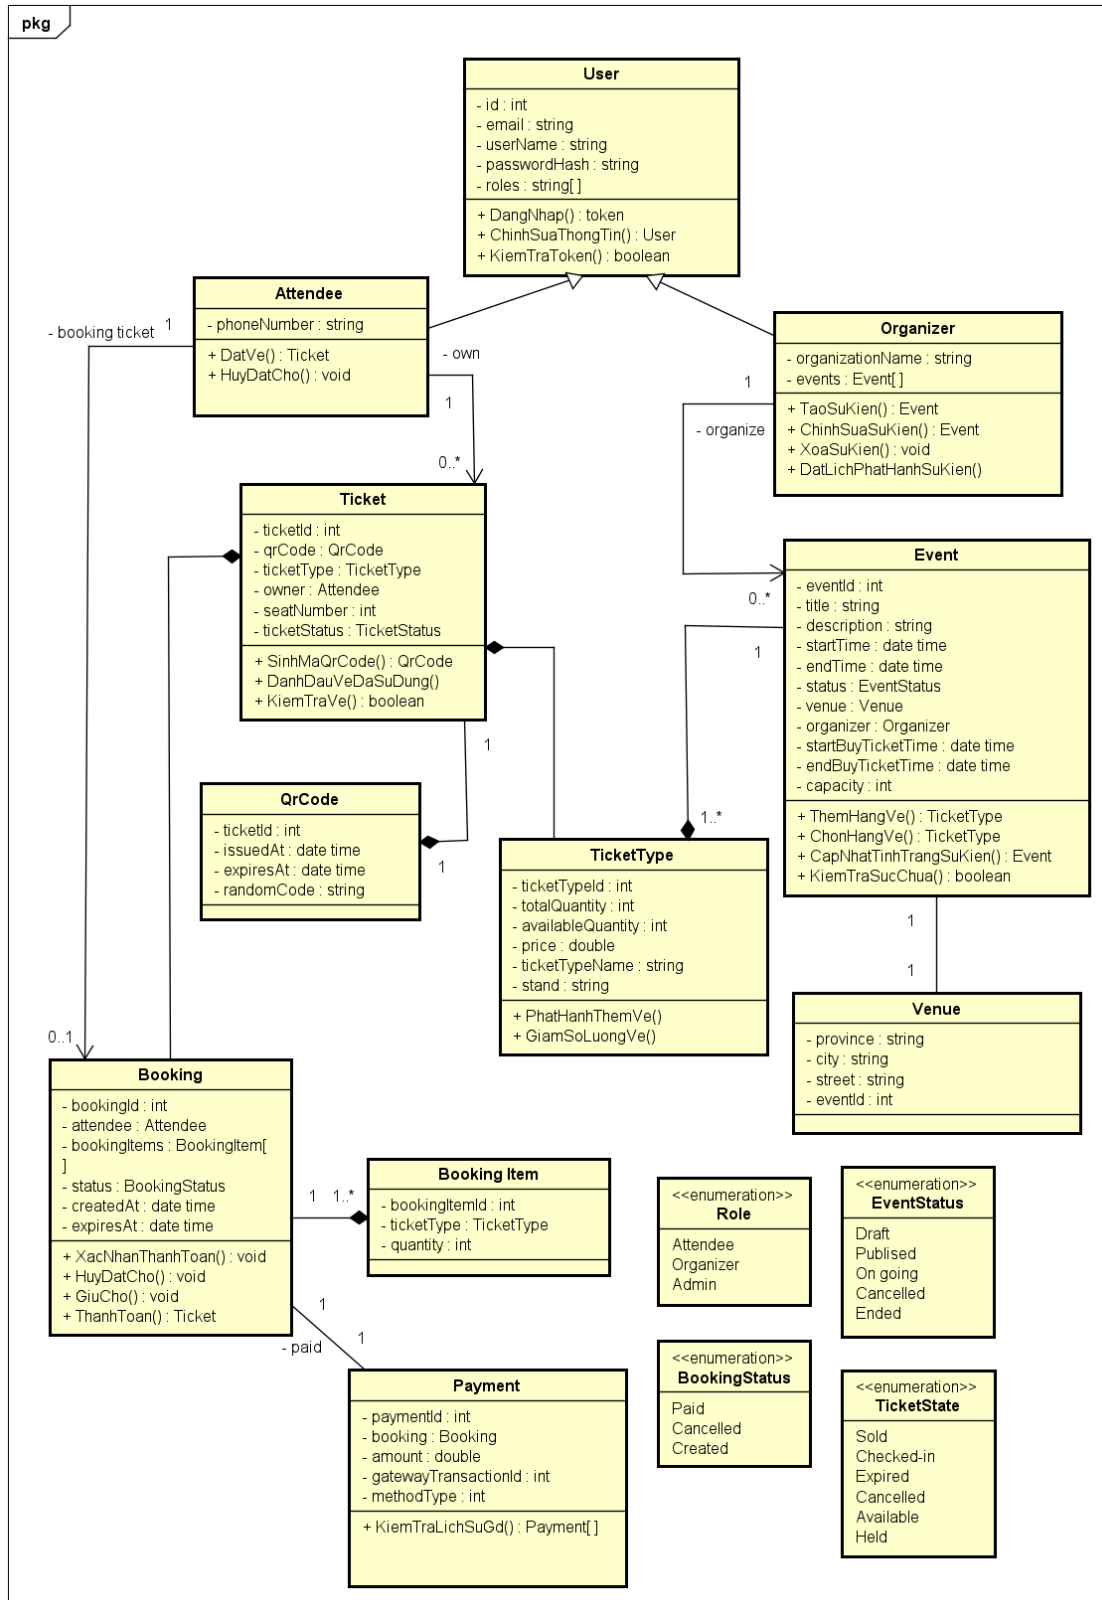 pkg
User
- id : int
- email : string
- userName : string
- passwordHash : string
- roles : string[ ]
+ DangNhap() : token
+ ChinhSuaThongTin() : User
+ KiemTraToken() : boolean
Attendee
- phoneNumber : string
+ DatVe() : Ticket
+ HuyDatCho() : void
- booking ticket
1
- own
1
0..*
Organizer
- organizationName : string
- events : Event[ ]
+ TaoSuKien() : Event
+ ChinhSuaSuKien() : Event
+ XoaSuKien() : void
+ DatLichPhatHanhSuKien()
1
- organize
0..*
Ticket
- ticketId : int
- qrCode : QrCode
- ticketType : TicketType
- owner : Attendee
- seatNumber : int
- ticketStatus : TicketStatus
+ SinhMaQrCode() : QrCode
+ DanhDauVeDaSuDung()
+ KiemTraVe() : boolean
1
Event
- eventId : int
- title : string
- description : string
- startTime : date time
- endTime : date time
- status : EventStatus
- venue : Venue
- organizer : Organizer
- startBuyTicketTime : date time
- endBuyTicketTime : date time
- capacity : int
+ ThemHangVe() : TicketType
+ ChonHangVe() : TicketType
+ CapNhatTinhTrangSuKien() : Event
+ KiemTraSucChua() : boolean
1
1..*
QrCode
- ticketId : int
- issuedAt : date time
- expiresAt : date time
- randomCode : string
1
TicketType
- ticketTypeId : int
- totalQuantity : int
- availableQuantity : int
- price : double
- ticketTypeName : string
- stand : string
+ PhatHanhThemVe()
+ GiamSoLuongVe()
1
1
Venue
- province : string
- city : string
- street : string
- eventId : int
0..1
Booking
- bookingId : int
- attendee : Attendee
- bookingItems : BookingItem[
]
- status : BookingStatus
- createdAt : date time
- expiresAt : date time
+ XacNhanThanhToan() : void
+ HuyDatCho() : void
+ GiuCho() : void
+ ThanhToan() : Ticket
1
1..*
Booking Item
- bookingItemId : int
- ticketType : TicketType
- quantity : int
1
- paid
1
Payment
- paymentId : int
- booking : Booking
- amount : double
- gatewayTransactionId : int
- methodType : int
+ KiemTraLichSuGd() : Payment[ ]
<<enumeration>>
Role
Attendee
Organizer
Admin
<<enumeration>>
EventStatus
Draft
Publised
On going
Cancelled
Ended
<<enumeration>>
BookingStatus
Paid
Cancelled
Created
<<enumeration>>
TicketState
Sold
Checked-in
Expired
Cancelled
Available
Held